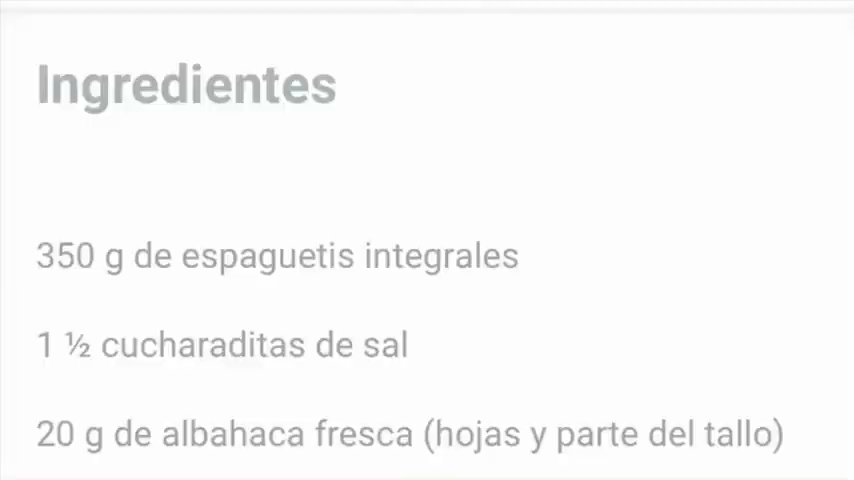 Ingredientes
350 g de espaguetis integrales
1 ½ cucharaditas de sal
20 g de albahaca fresca (hojas y parte del tallo)